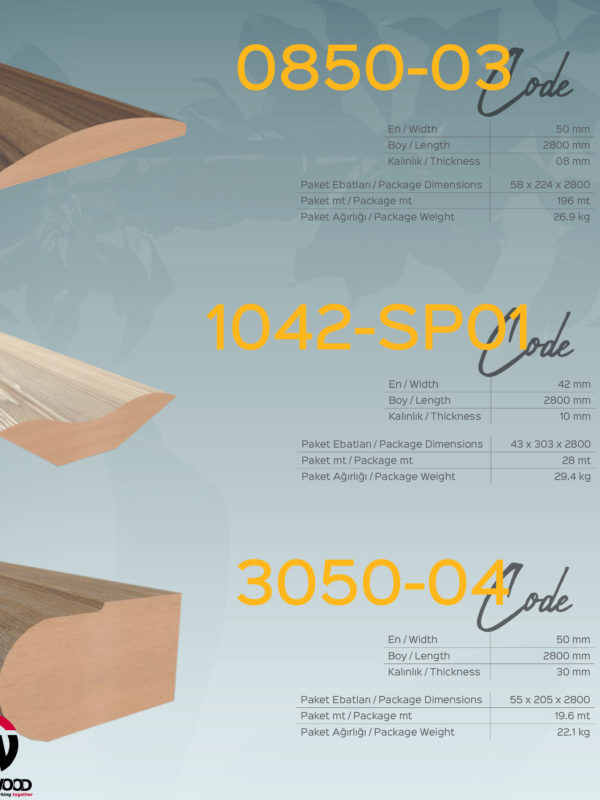 0850-03 Code
En / Width 50 mm
Boy / Length 2800 mm
Kalınlık / Thickness 08 mm
Paket Ebatları / Package Dimensions 58 x 224 x 2800
Paket mt / Package mt 196 mt
Paket Ağırlığı / Package Weight 26.9 kg
1042-SP01 Code
En / Width 42 mm
Boy / Length 2800 mm
Kalınlık / Thickness 10 mm
Paket Ebatları / Package Dimensions 43 x 303 x 2800
Paket mt / Package mt 28 mt
Paket Ağırlığı / Package Weight 29.4 kg
3050-04 Code
En / Width 50 mm
Boy / Length 2800 mm
Kalınlık / Thickness 30 mm
Paket Ebatları / Package Dimensions 55 x 205 x 2800
Paket mt / Package mt 19.6 mt
Paket Ağırlığı / Package Weight 22.1 kg
together